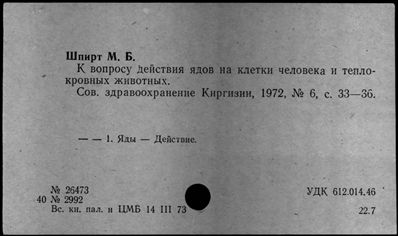 Шпирт М. Б.
К вопросу действия ядов на клетки человека и тепло-
кровных животных.
Сов. здравоохранение Киргизии, 1972, № 6, с. 33—36.
— — 1. Яды — Действие.
№ 26473
УДК 612.014.46
40 № 2992
Вс. кн. пал. и ЦМБ 14 III 73
22.7